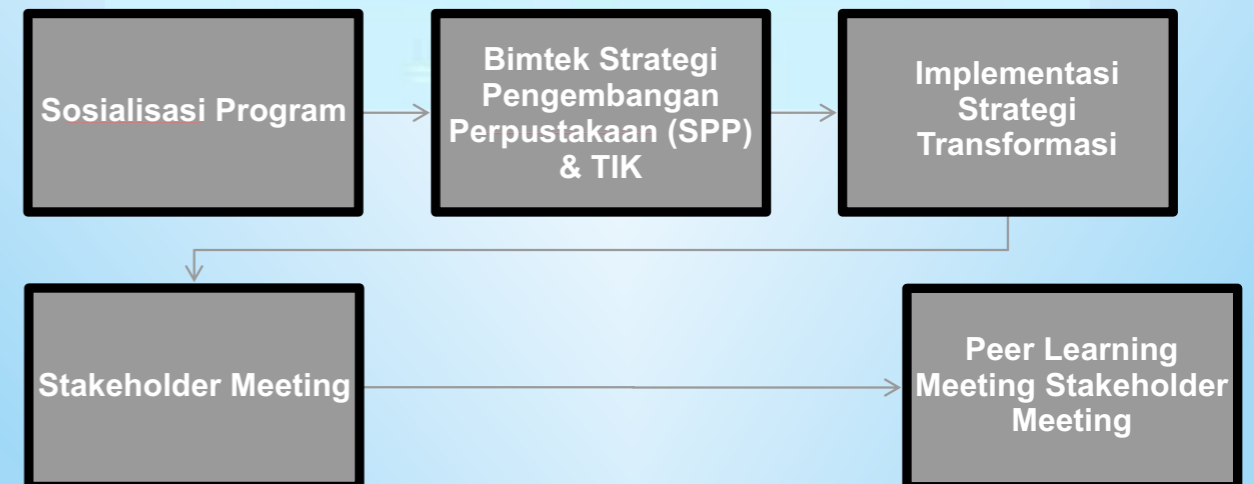 Sosialisasi Program
Bimtek Strategi
Pengembangan
Perpustakaan (SPP)
& TIK
Implementasi
Strategi
Transformasi
Stakeholder Meeting
Peer Learning
Meeting Stakeholder
Meeting